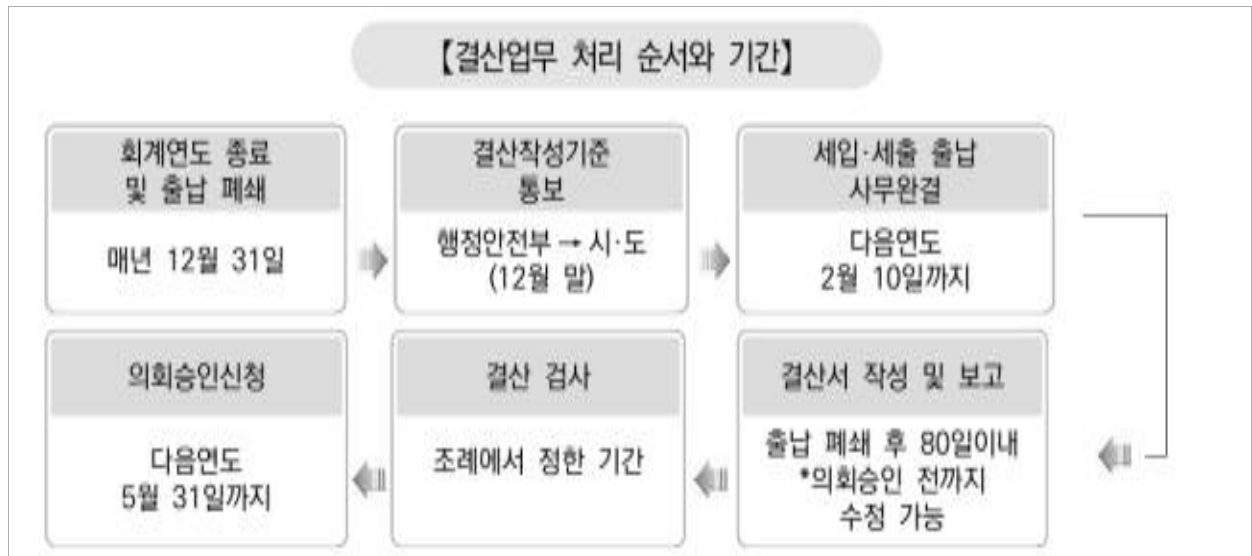 【결산업무 처리 순서와 기간】
회계연도 종료
및 출납 폐쇄
매년 12월 31일
결산작성기준
통보
행정안전부 → 시·도
(12월 말)
세입·세출 출납
사무완결
다음연도
2월 10일까지
결산서 작성 및 보고
출납 폐쇄 후 80일이내
*의회승인 전까지
수정 가능
결산 검사
조례에서 정한 기간
의회승인신청
다음연도
5월 31일까지